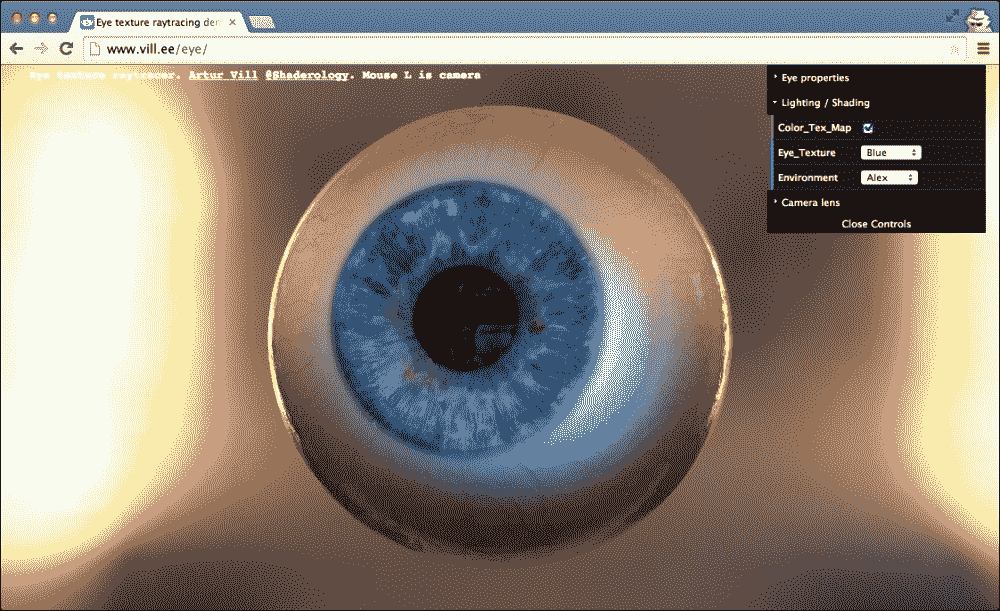 Eye texture raytracing den
www.vill.ee/eye/
Eye texture raytracer. Artur Vill @Shaderology. Mouse L is camera
Eye properties
Lighting / Shading
Color_Tex_Map
Eye_Texture Blue
Environment Alex
Camera lens
Close Controls